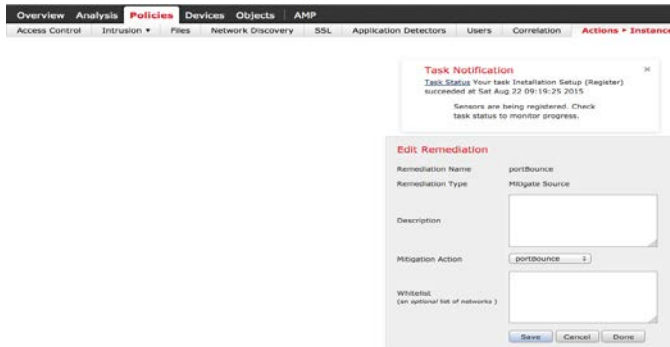 Overview Analysis Policies Devices Objects AMP
Access Control Intrusion ▾ Files Network Discovery SSL Application Detectors Users Correlation Actions ▸ Instance
Task Notification ×
Task Status Your task Installation Setup (Register)
succeeded at Sat Aug 22 09:19:25 2015
Sensors are being registered. Check
task status to monitor progress.
Edit Remediation
Remediation Name portBounce
Remediation Type Mitigate Source
Description
Mitigation Action portBounce
Whitelist
(an optional list of networks )
Save Cancel Done